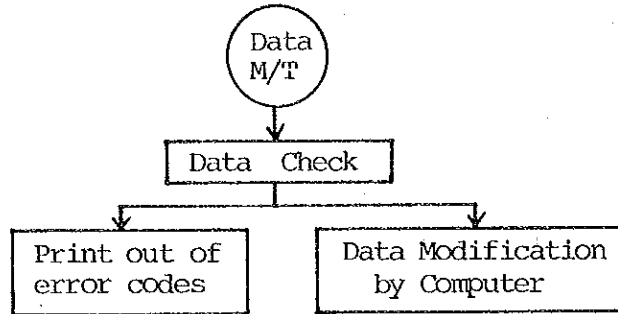 Data
M/T
Data Check
Print out of
error codes
Data Modification
by Computer